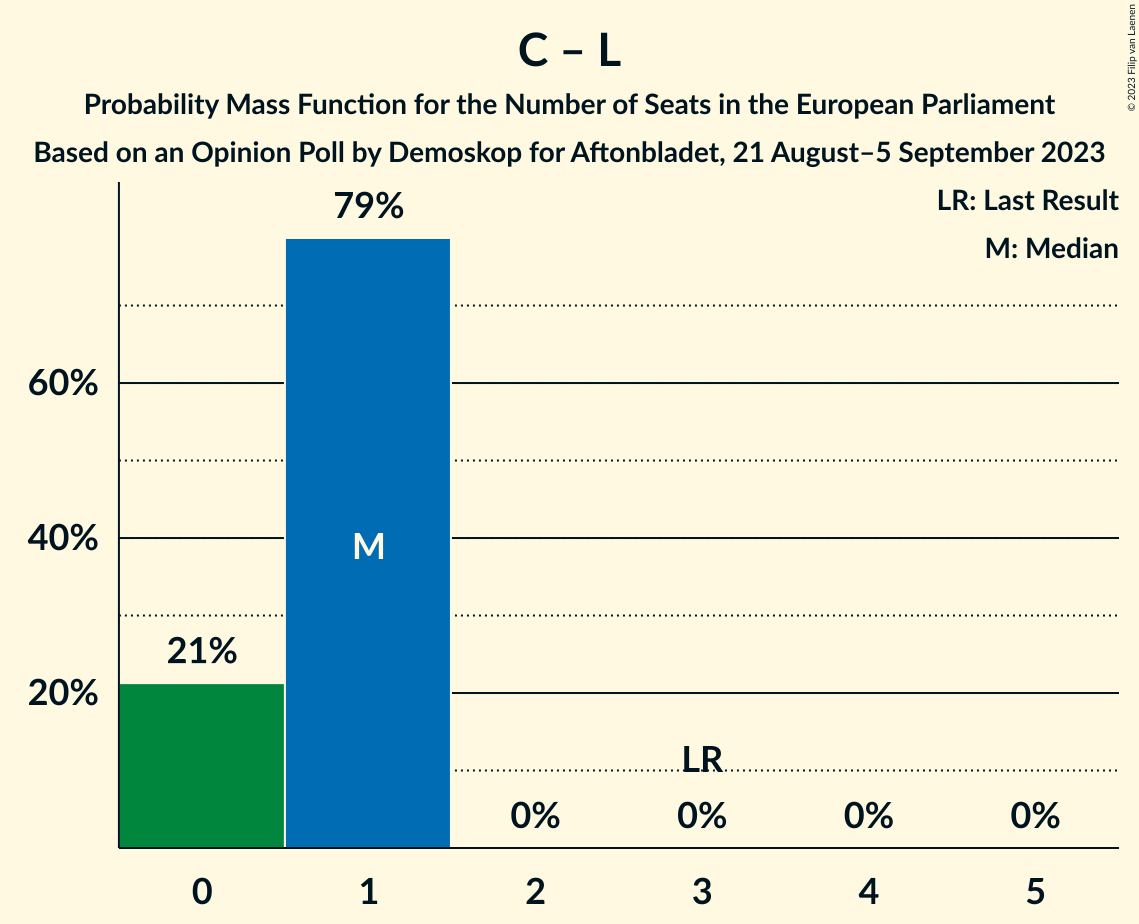 C – L
Probability Mass Function for the Number of Seats in the European Parliament
Based on an Opinion Poll by Demoskop for Aftonbladet, 21 August–5 September 2023
© 2023 Filip van Laenen
LR: Last Result
M: Median
79%
60%
40%
M
21%
20%
LR
0%
0%
0%
0%
0
1
2
3
4
5